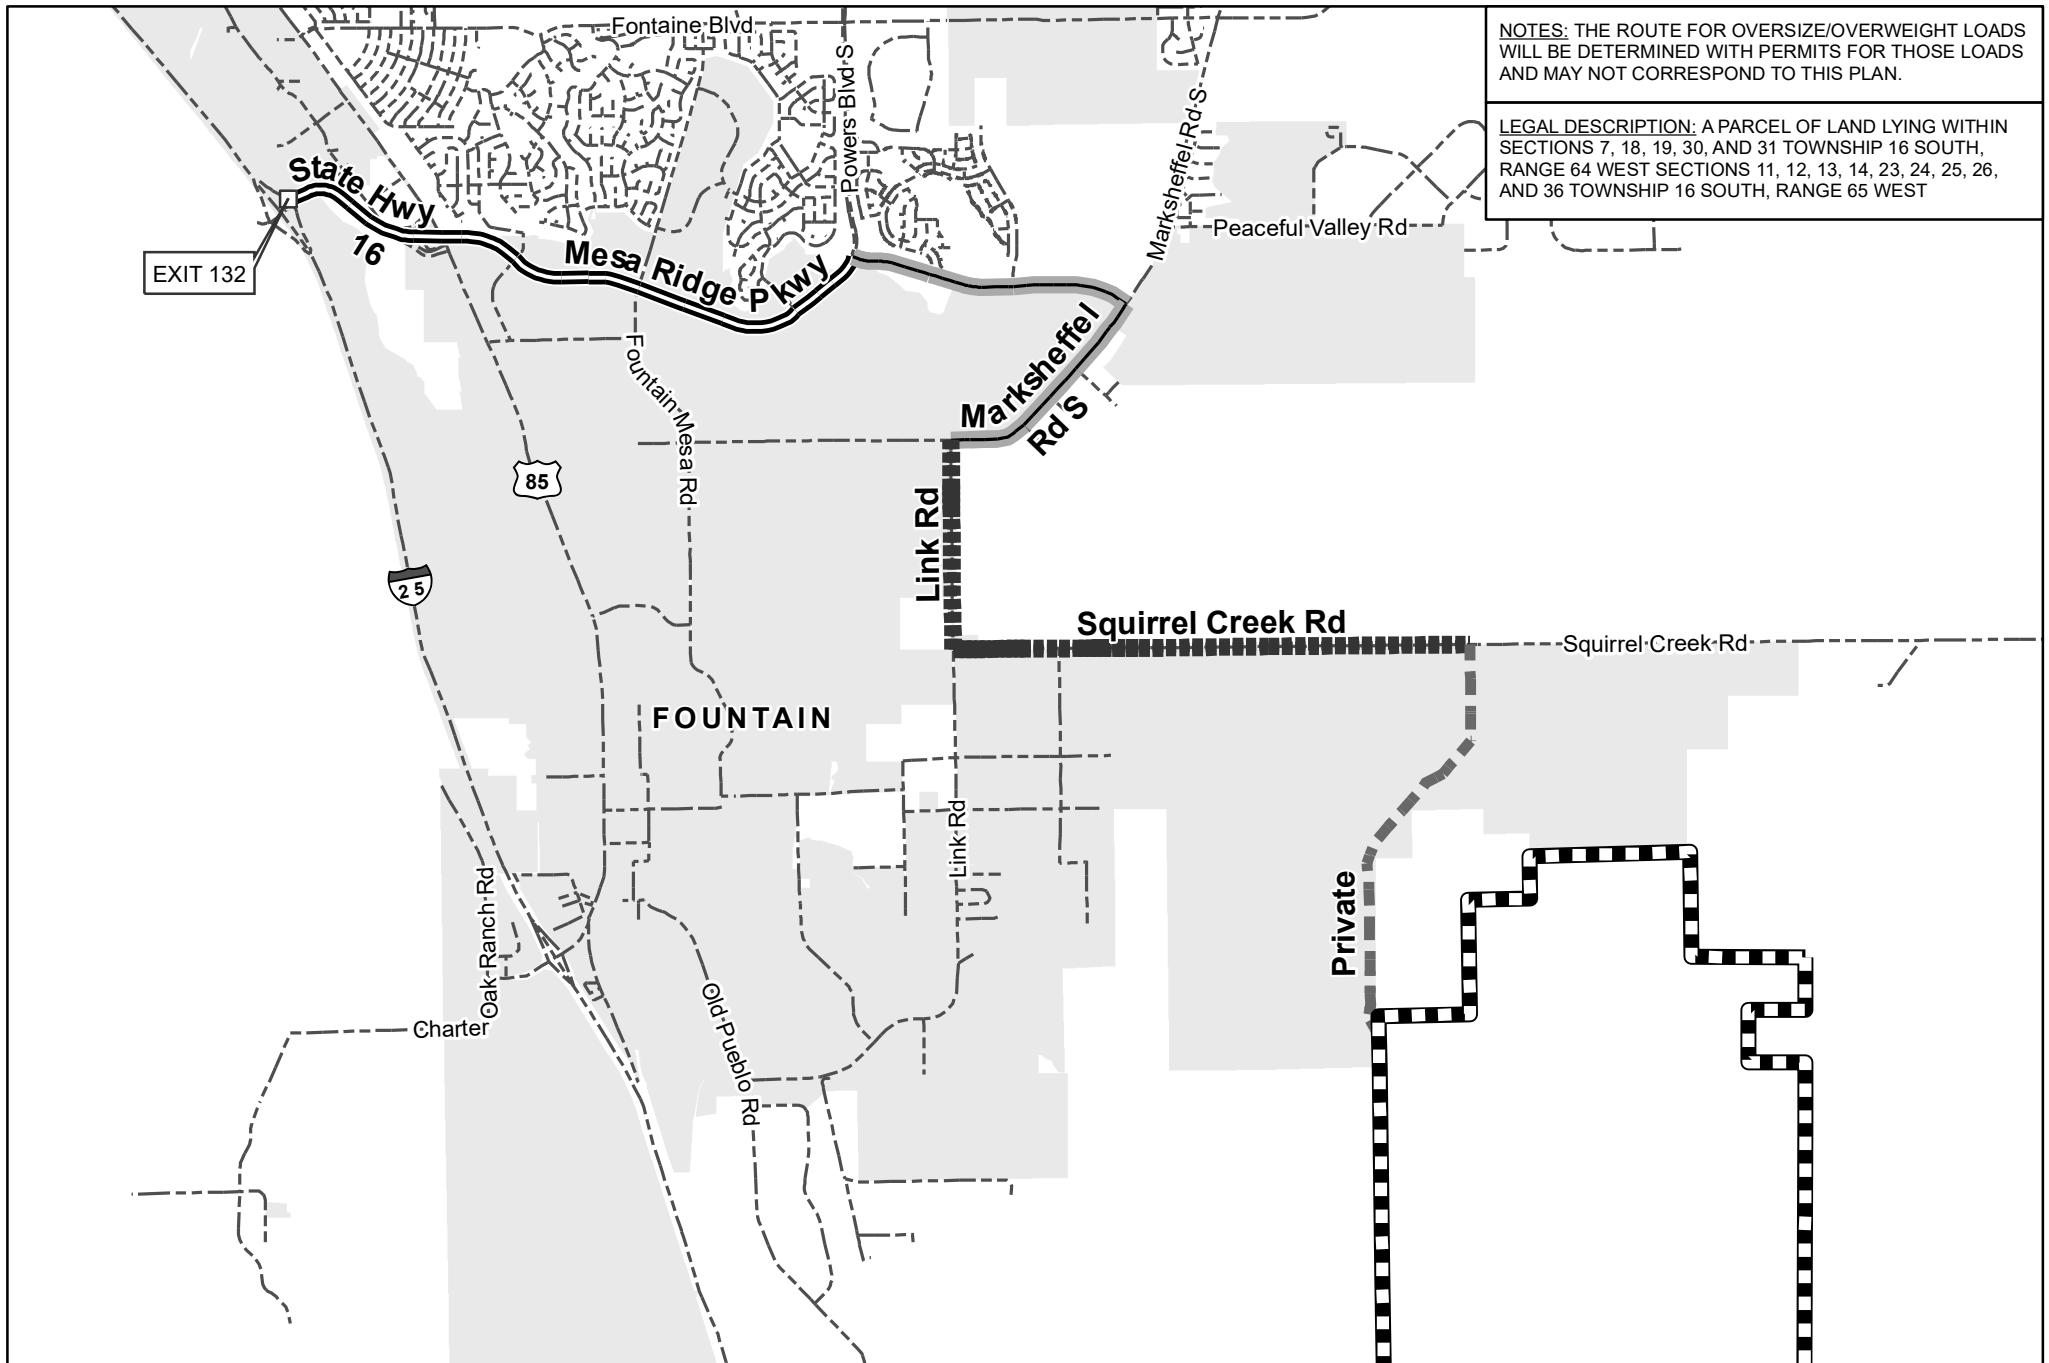 Fontaine Blvd
Powers Blvd S
NOTES: THE ROUTE FOR OVERSIZE/OVERWEIGHT LOADS
WILL BE DETERMINED WITH PERMITS FOR THOSE LOADS
AND MAY NOT CORRESPOND TO THIS PLAN.
LEGAL DESCRIPTION: A PARCEL OF LAND LYING WITHIN
SECTIONS 7, 18, 19, 30, AND 31 TOWNSHIP 16 SOUTH,
RANGE 64 WEST SECTIONS 11, 12, 13, 14, 23, 24, 25, 26,
AND 36 TOWNSHIP 16 SOUTH, RANGE 65 WEST
Marksheffel Rd S
Peaceful Valley Rd
State Hwy
16
EXIT 132
Mesa Ridge Pkwy
Fountain Mesa Rd
Marksheffel
Rd S
85
Link Rd
25
Squirrel Creek Rd
Squirrel Creek Rd
FOUNTAIN
Link Rd
Oak Ranch Rd
Private
Charter
Old Pueblo Rd